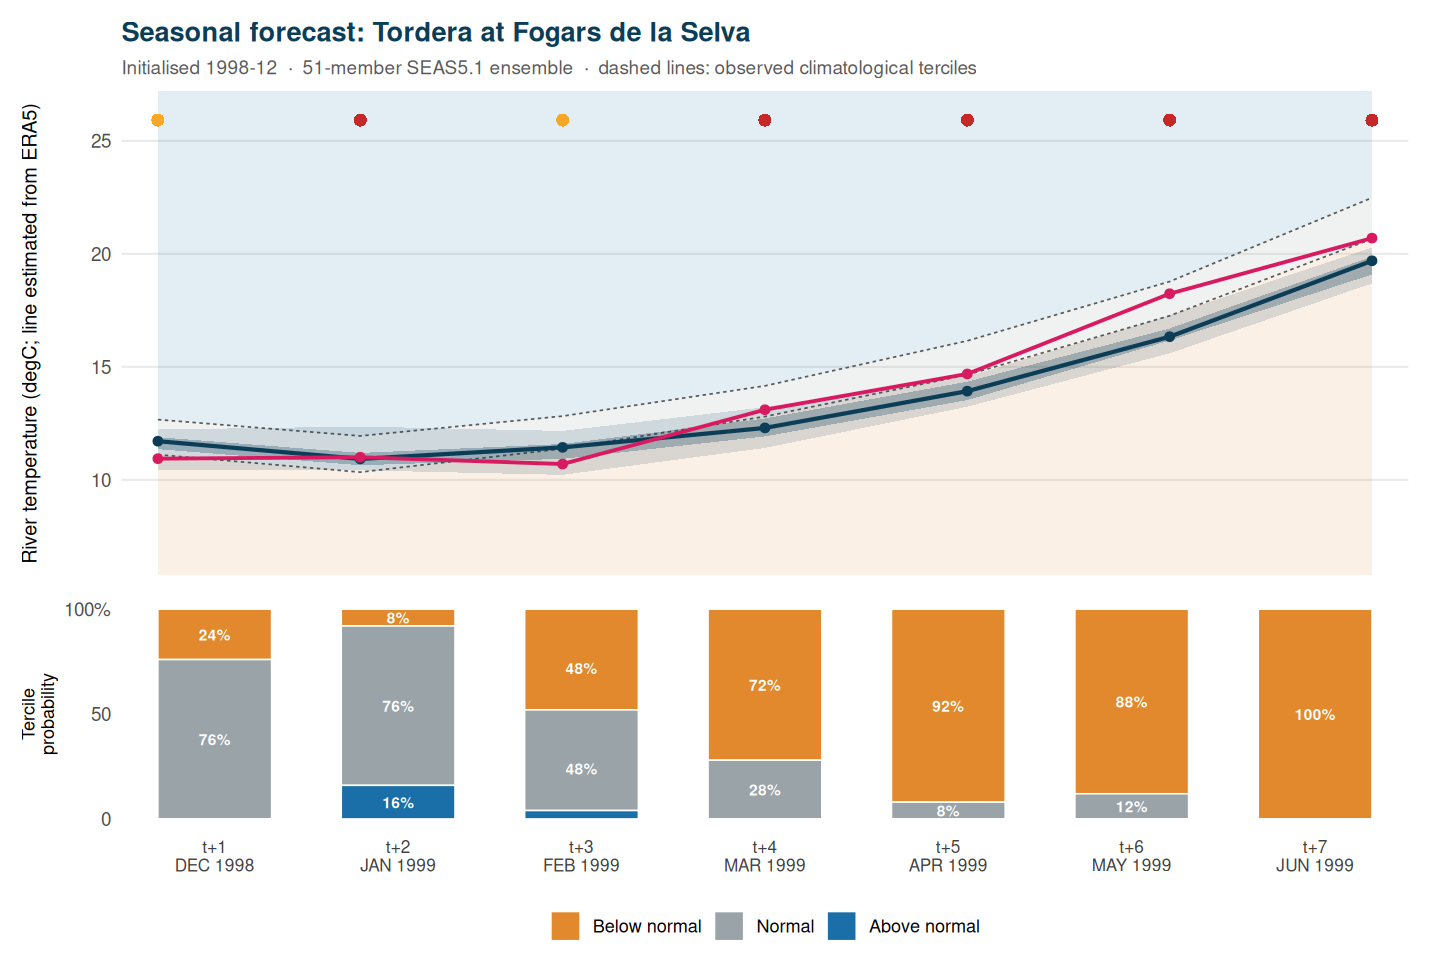 Seasonal forecast: Tordera at Fogars de la Selva
Initialised 1998-12 · 51-member SEAS5.1 ensemble · dashed lines: observed climatological terciles
River temperature (degC; line estimated from ERA5)
25
20
15
10
Tercile
probability
100%
50
0
24%
76%
8%
76%
16%
48%
48%
72%
28%
92%
8%
88%
12%
100%
t+1
DEC 1998
t+2
JAN 1999
t+3
FEB 1999
t+4
MAR 1999
t+5
APR 1999
t+6
MAY 1999
t+7
JUN 1999
Below normal
Normal
Above normal